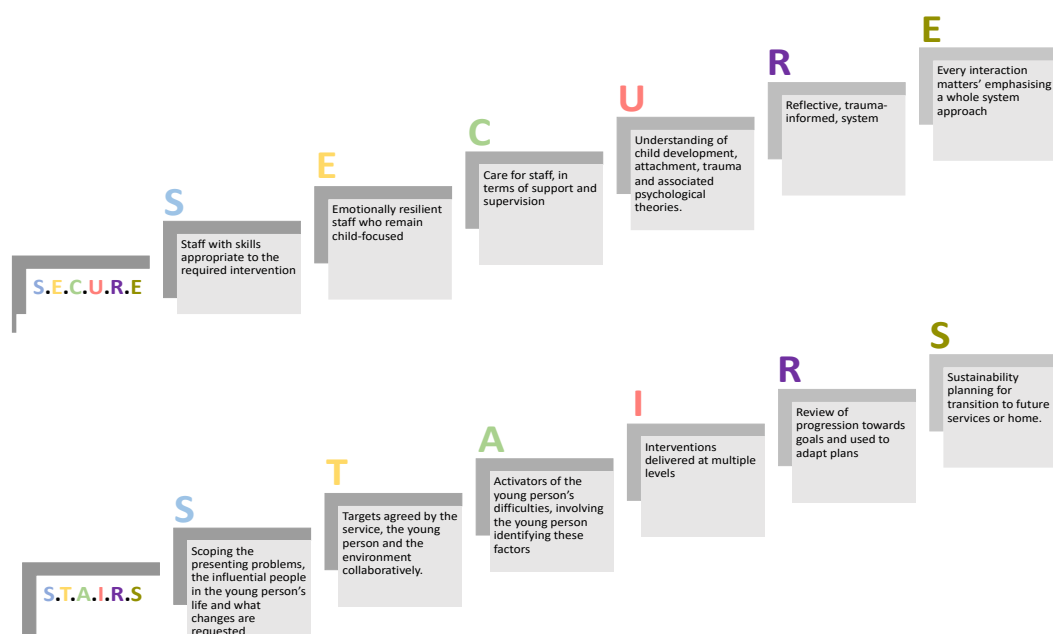 S.E.C.U.R.E
S
Staff with skills
appropriate to the
required intervention
E
Emotionally resilient
staff who remain
child-focused
C
Care for staff, in
terms of support and
supervision
U
Understanding of
child development,
attachment, trauma
and associated
psychological
theories.
R
Reflective, trauma-
informed, system
E
Every interaction
matters’ emphasising
a whole system
approach
S.T.A.I.R.S
S
Scoping the
presenting problems,
the influential people
in the young person’s
life and what
changes are
requested
T
Targets agreed by the
service, the young
person and the
environment
collaboratively.
A
Activators of the
young person’s
difficulties, involving
the young person
identifying these
factors
I
Interventions
delivered at multiple
levels
R
Review of
progression towards
goals and used to
adapt plans
S
Sustainability
planning for
transition to future
services or home.